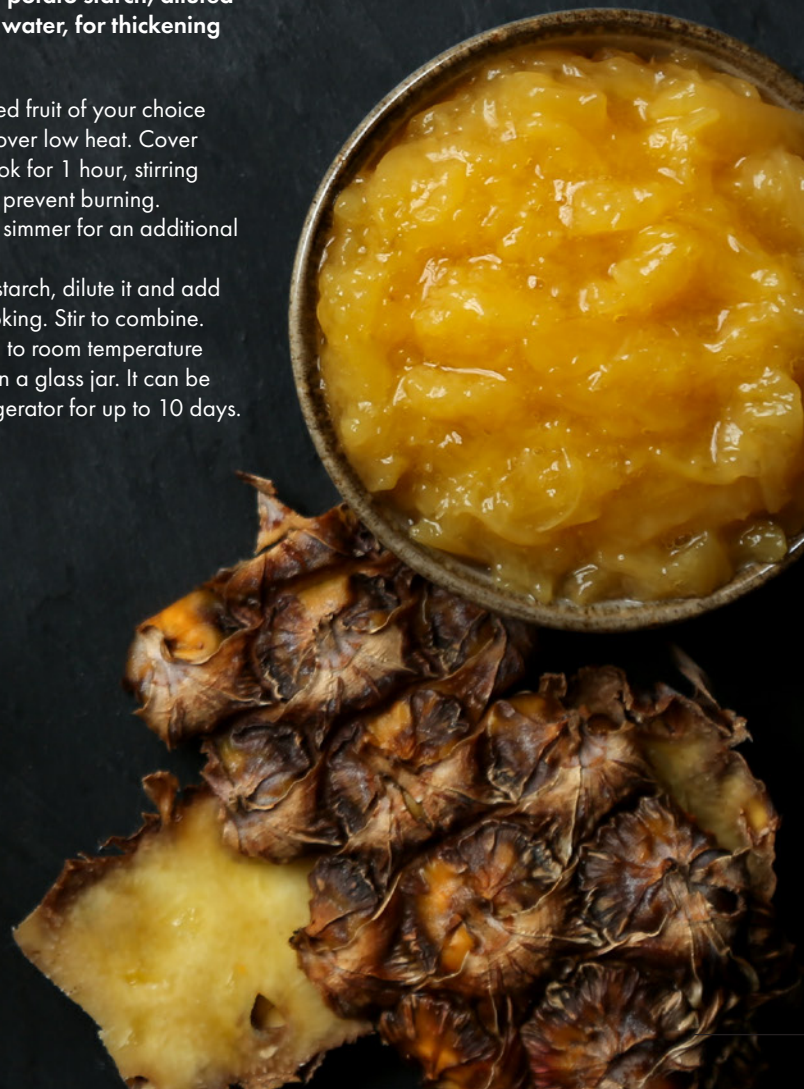 potato starch, diluted
water, for thickening
ed fruit of your choice
over low heat. Cover
ok for 1 hour, stirring
prevent burning.
simmer for an additional
starch, dilute it and add
king. Stir to combine.
to room temperature
n a glass jar. It can be
gerator for up to 10 days.